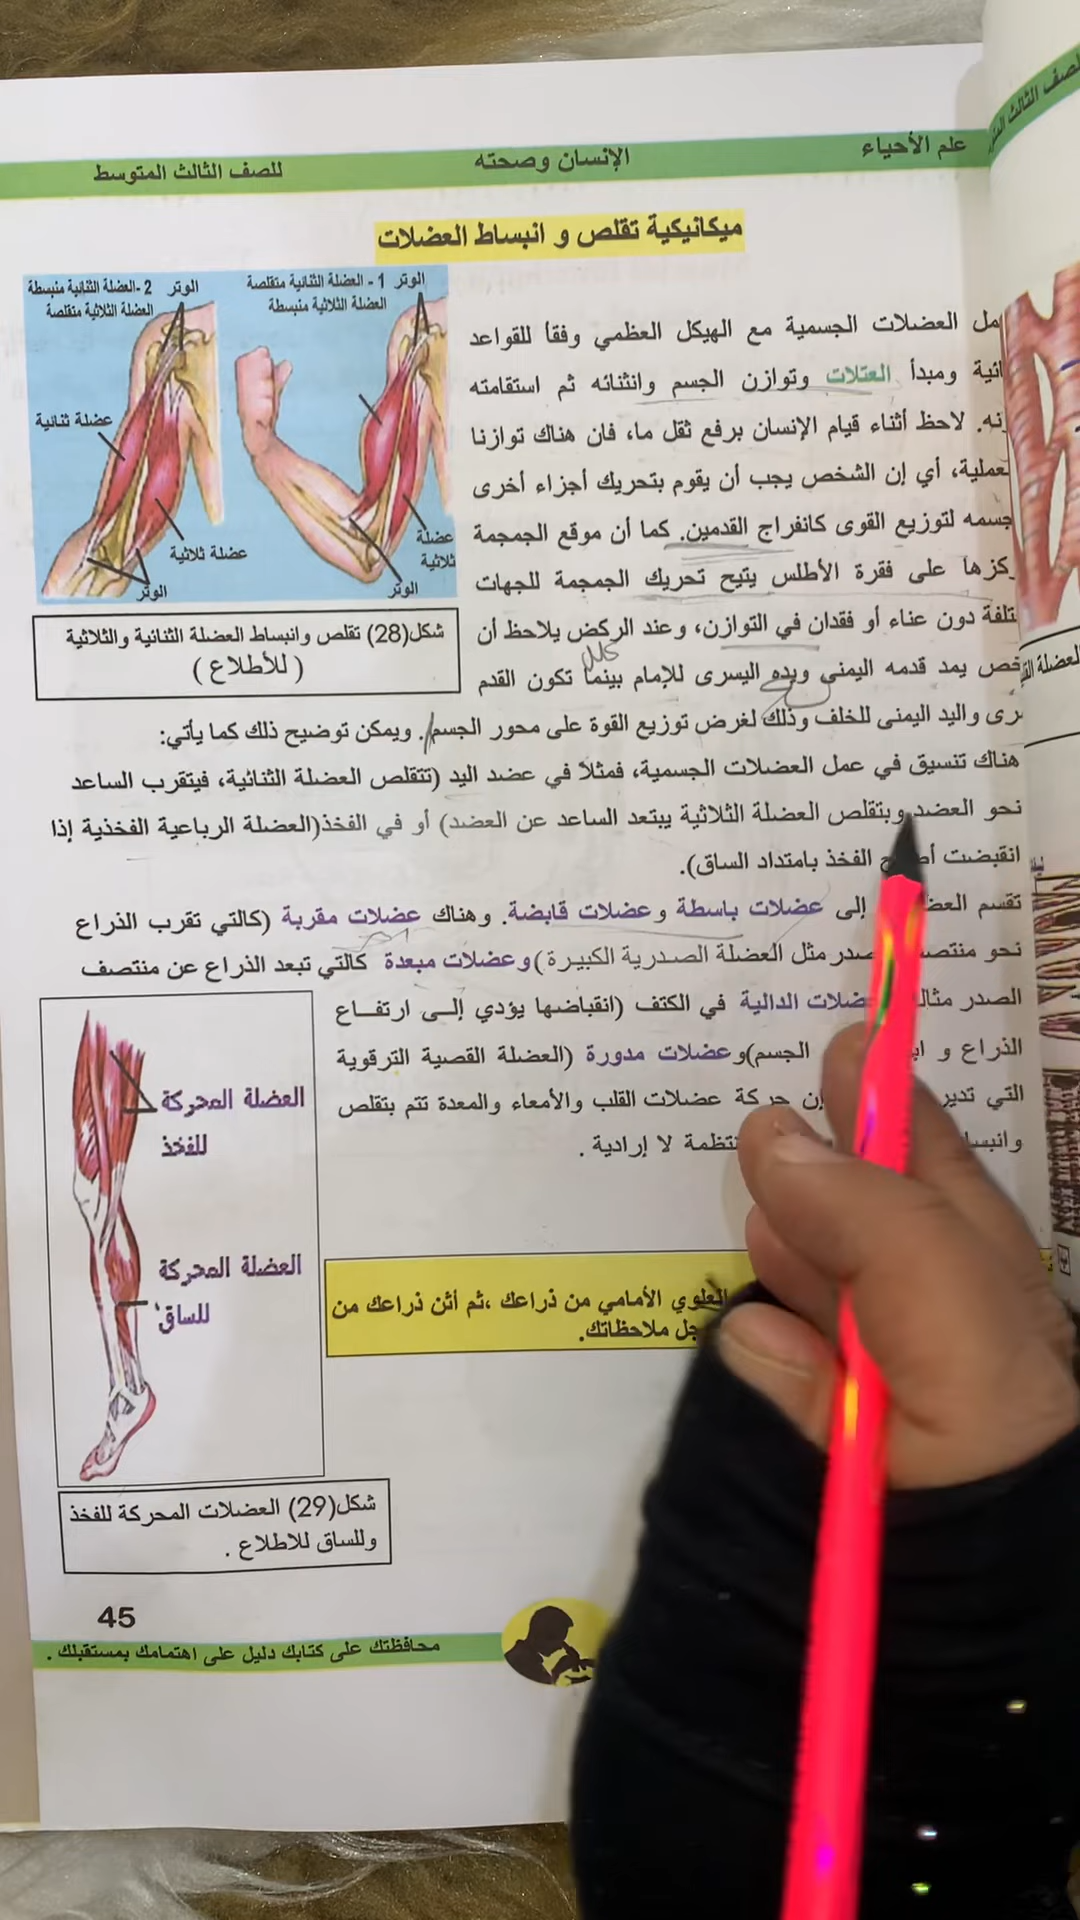 علم الأحياء
الإنسان وصحته
للصف الثالث المتوسط
ميكانيكية تقلص و انبساط العضلات
الوتر
1 - العضلة الثنائية متقلصة
العضلة الثلاثية منبسطة
الوتر
2 -العضلة الثنائية منبسطة
العضلة الثلاثية متقلصة
عضلة ثنائية
عضلة ثلاثية
الوتر
عضلة
ثلاثية
الوتر
شكل(28) تقلص وانبساط العضلة الثنائية والثلاثية
( للأطلاع )
العضلات الجسمية مع الهيكل العظمي وفقاً للقواعد
ومبدأ العتلات وتوازن الجسم وانثنائه ثم استقامته
لاحظ أثناء قيام الإنسان برفع ثقل ما، فان هناك توازنا
أي إن الشخص يجب أن يقوم بتحريك أجزاء أخرى
جسمه لتوزيع القوى كانفراج القدمين. كما أن موقع الجمجمة
على فقرة الأطلس يتيح تحريك الجمجمة للجهات
دون عناء أو فقدان في التوازن، وعند الركض يلاحظ أن
يمد قدمه اليمنى ويده اليسرى للإمام بينما تكون القدم
واليد اليمنى للخلف وذلك لغرض توزيع القوة على محور الجسم. ويمكن توضيح ذلك كما يأتي:
هناك تنسيق في عمل العضلات الجسمية، فمثلاً في عضد اليد (تتقلص العضلة الثنائية، فيتقرب الساعد
نحو العضد وبتقلص العضلة الثلاثية يبتعد الساعد عن العضد) أو في الفخذ(العضلة الرباعية الفخذية إذا
انقبضت الفخذ بامتداد الساق).
تقسم إلى عضلات باسطة وعضلات قابضة. وهناك عضلات مقربة (كالتي تقرب الذراع
نحو مثل العضلة الصدرية الكبيرة)وعضلات مبعدة كالتي تبعد الذراع عن منتصف
الصدر الدالية في الكتف (انقباضها يؤدي إلى ارتفاع
الذراع و الجسم)وعضلات مدورة (العضلة القصية الترقوية
التي حركة عضلات القلب والأمعاء والمعدة تتم بتقلص
لا إرادية .
العضلة المحركة
للفخذ
العضلة المحركة
للساق
العلوي الأمامي من ذراعك ،ثم أثن ذراعك من
ملاحظاتك.
شكل(29) العضلات المحركة للفخذ
وللساق للاطلاع .
45
محافظتك على كتابك دليل على اهتمامك بمستقبلك .